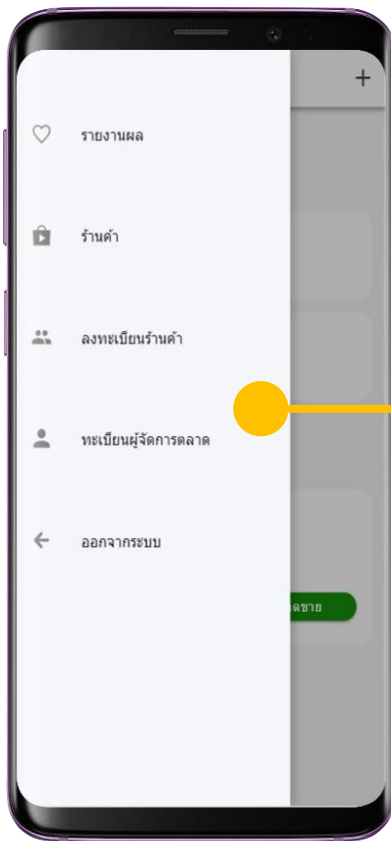 +
รายงานผล
ร้านค้า
ลงทะเบียนร้านค้า
ทะเบียนผู้จัดการตลาด
ออกจากระบบ